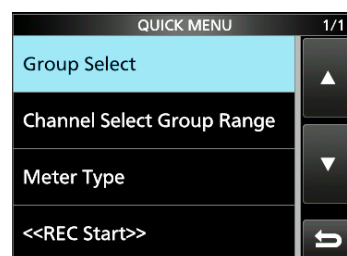 QUICK MENU 1/1
Group Select
Channel Select Group Range
Meter Type
<<REC Start>>